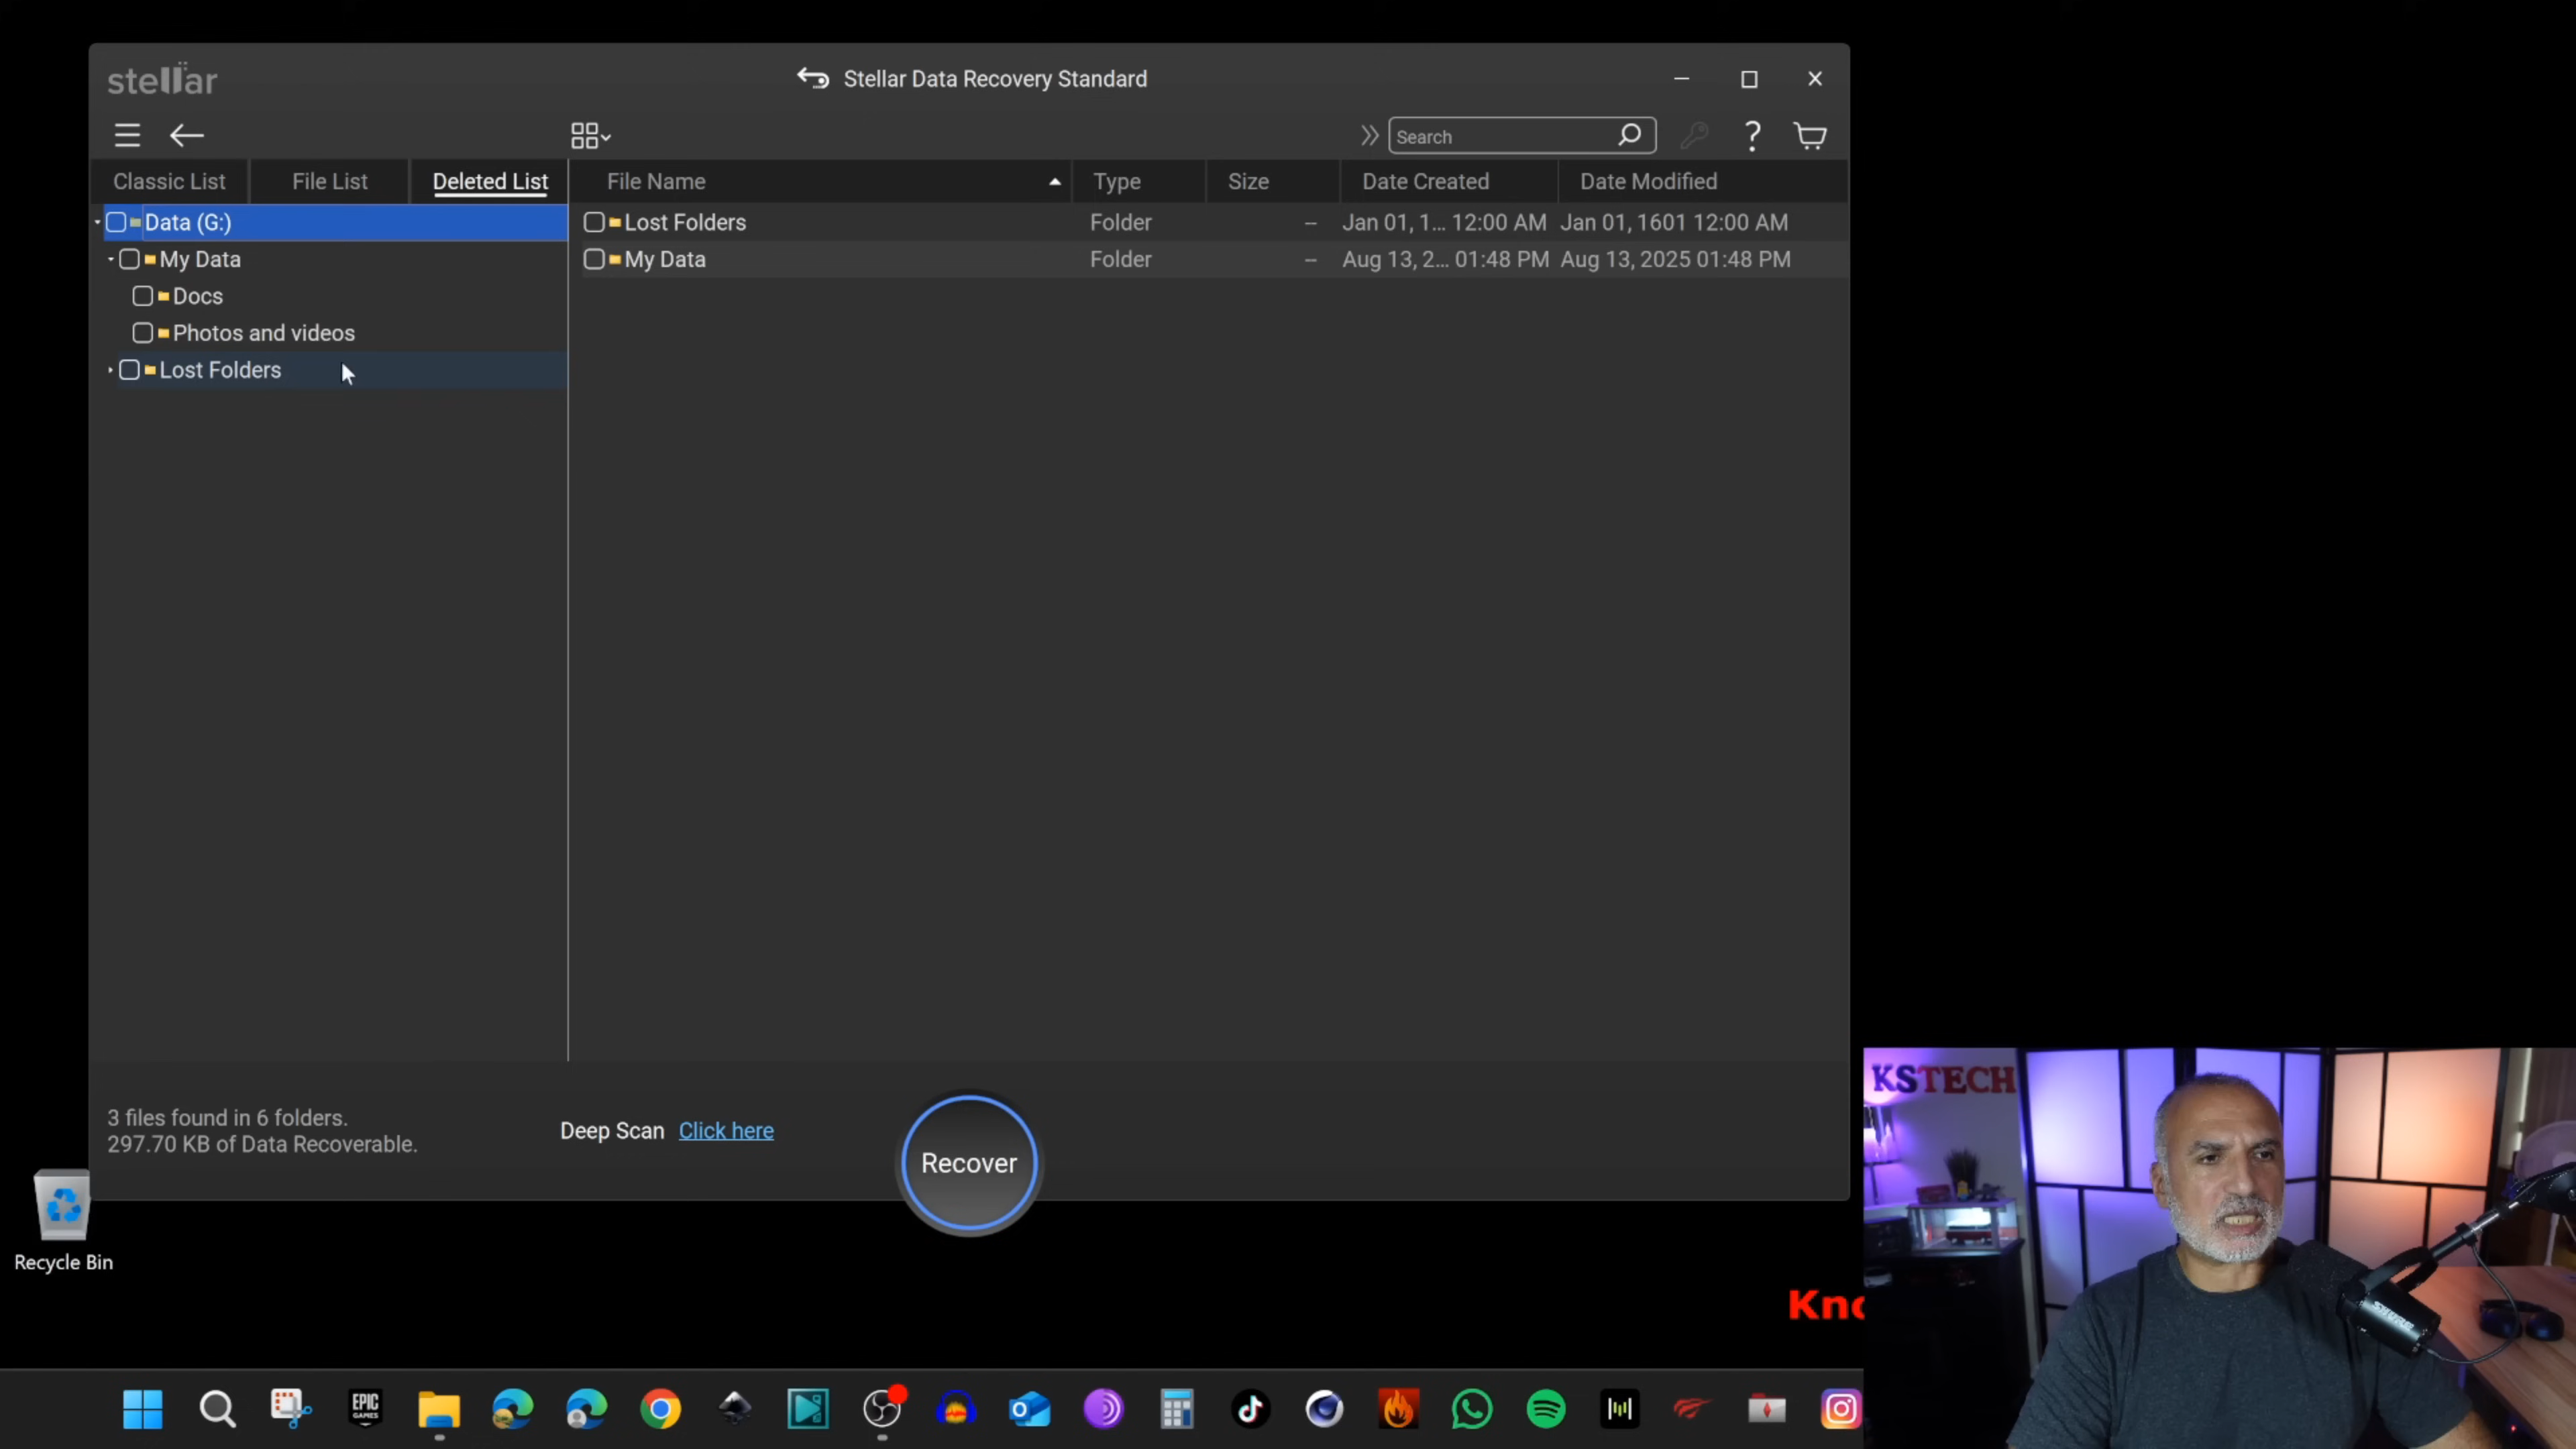 stellar
Stellar Data Recovery Standard
Search
?
Classic List
File List
Deleted List
File Name
Type
Size
Date Created
Date Modified
Data (G:)
My Data
Docs
Photos and videos
Lost Folders
Lost Folders
Folder
--
Jan 01, 1... 12:00 AM
Jan 01, 1601 12:00 AM
My Data
Folder
--
Aug 13, 2... 01:48 PM
Aug 13, 2025 01:48 PM
3 files found in 6 folders.
297.70 KB of Data Recoverable.
Deep Scan Click here
Recover
Recycle Bin
KSTECH
Kno
SHURE
EPIC
GAMES